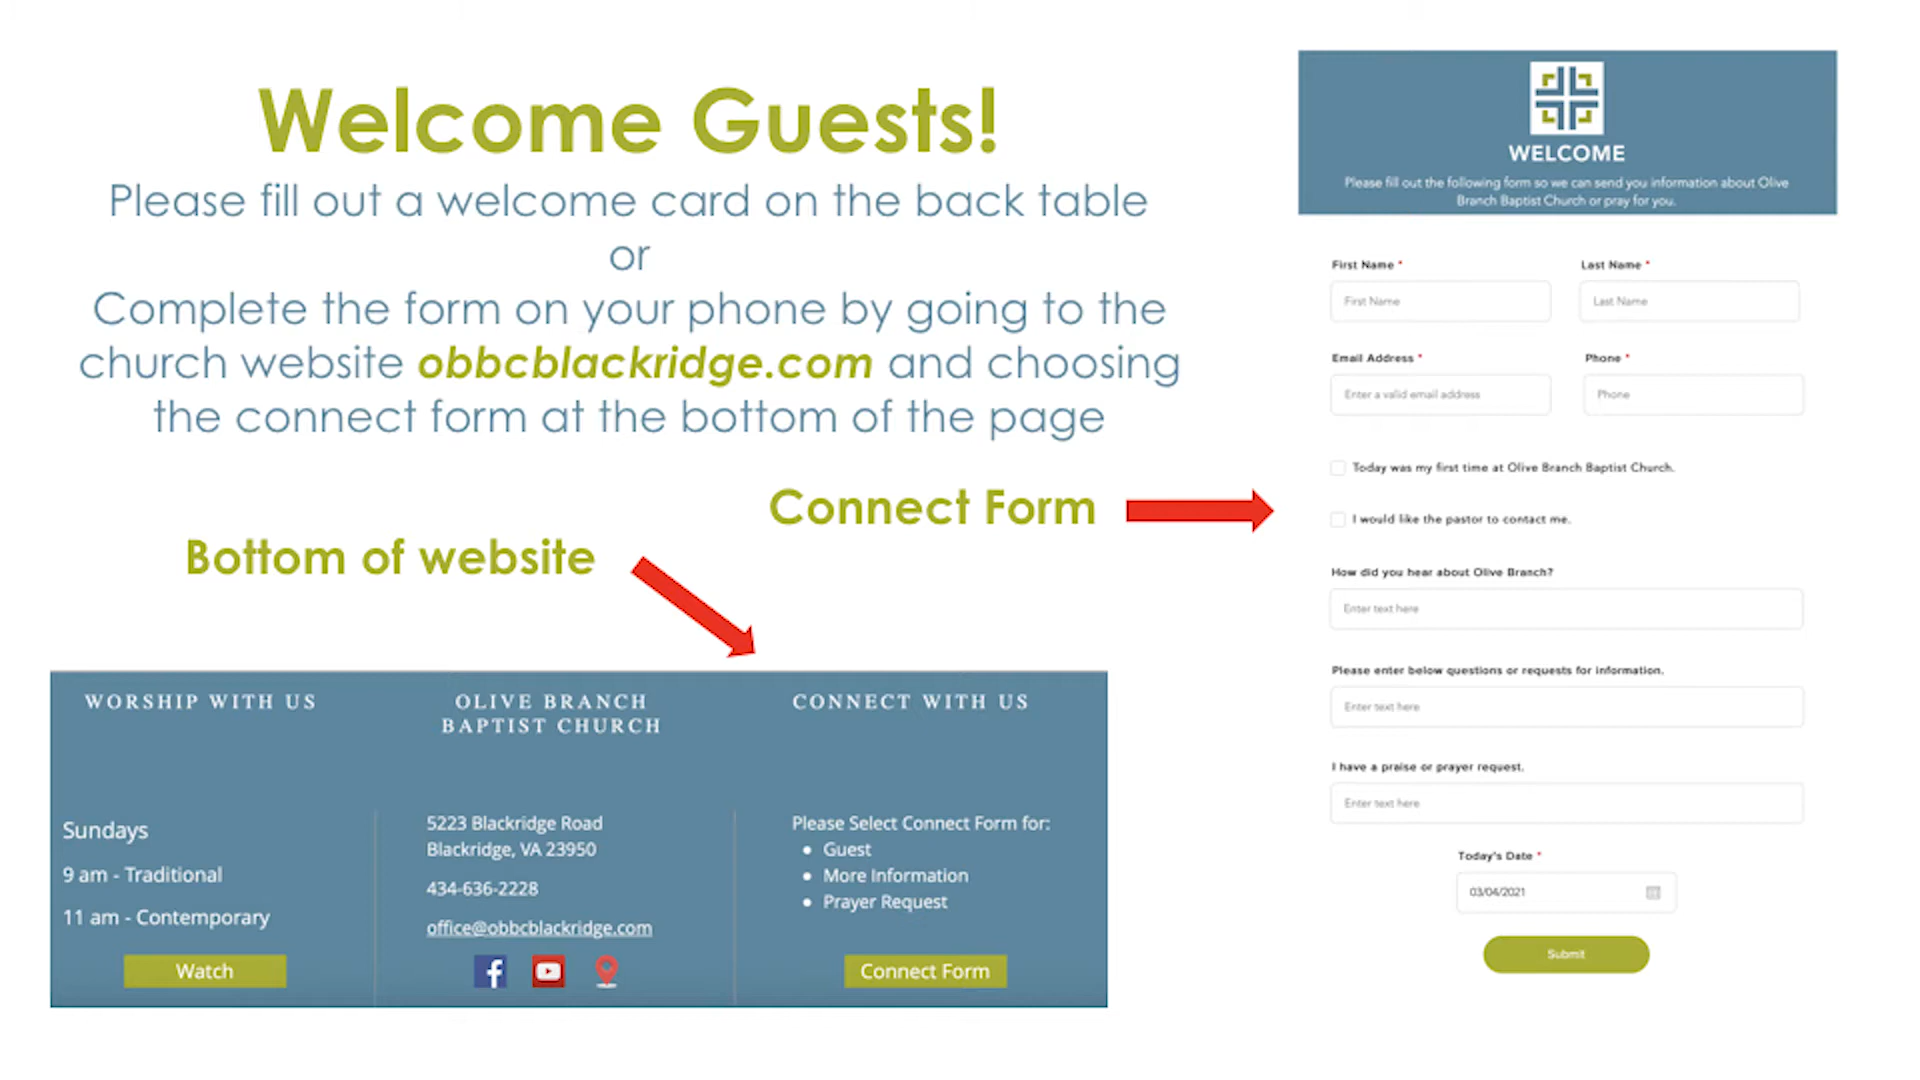 Welcome Guests!
Please fill out a welcome card on the back table
or
Complete the form on your phone by going to the
church website obbcblackridge.com and choosing
the connect form at the bottom of the page
Connect Form
Bottom of website
WORSHIP WITH US
Sundays
9 am - Traditional
11 am - Contemporary
Watch
OLIVE BRANCH
BAPTIST CHURCH
5223 Blackridge Road
Blackridge, VA 23950
434-636-2228
office@obbcblackridge.com
CONNECT WITH US
Please Select Connect Form for:
• Guest
• More Information
• Prayer Request
Connect Form
WELCOME
Please fill out the following form so we can send you information about Olive
Branch Baptist Church or pray for you.
First Name * Last Name *
First Name Last Name
Email Address * Phone *
Enter a valid email address Phone
Today was my first time at Olive Branch Baptist Church.
I would like the pastor to contact me.
How did you hear about Olive Branch?
Enter text here
Please enter below questions or requests for information.
Enter text here
I have a praise or prayer request.
Enter text here
Today's Date *
03/04/2021
Submit